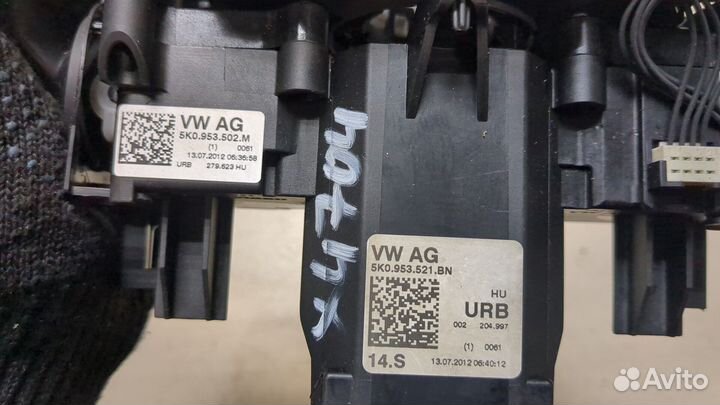 VW AG
5K0.953.502.M
(1) 0061
13.07.2012 06:36:58
URB 279.623 HU
VW AG
5K0.953.521.BN
HU
URB
002 204.997
(1) 0061
14.S 13.07.2012 06:40:12
Avito